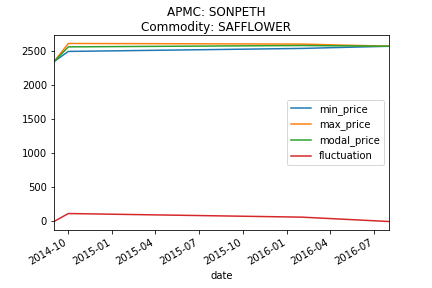 APMC: SONPETH
Commodity: SAFFLOWER
2500
2000
1500
1000
500
0
min_price
max_price
modal_price
fluctuation
2014-10
2015-01
2015-04
2015-07
2015-10
2016-01
2016-04
2016-07
date